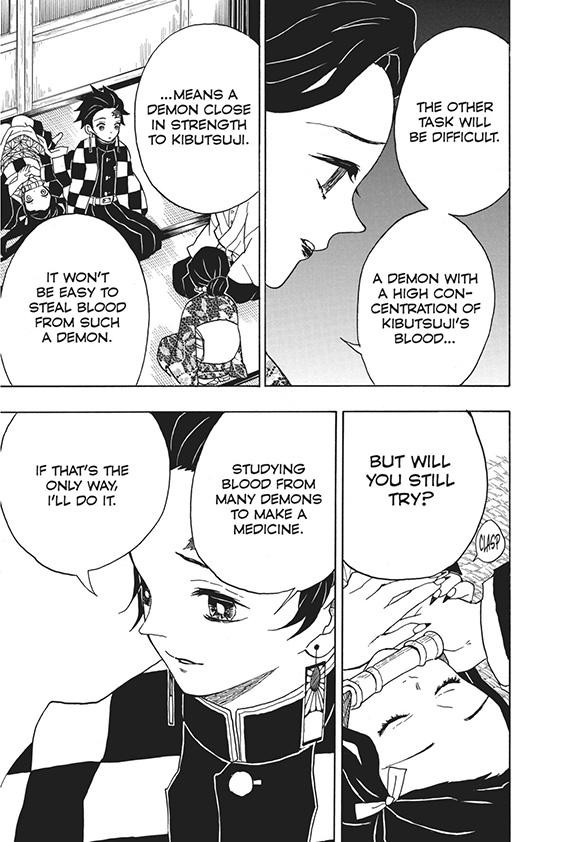 THE OTHER
TASK WILL
BE DIFFICULT.
A DEMON WITH
A HIGH CON-
CENTRATION OF
KIBUTSUJI'S
BLOOD...
...MEANS A
DEMON CLOSE
IN STRENGTH
TO KIBUTSUJI.
IT WON'T
BE EASY TO
STEAL BLOOD
FROM SUCH
A DEMON.
BUT WILL
YOU STILL
TRY?
CLASP
STUDYING
BLOOD FROM
MANY DEMONS
TO MAKE A
MEDICINE.
IF THAT'S THE
ONLY WAY,
I'LL DO IT.